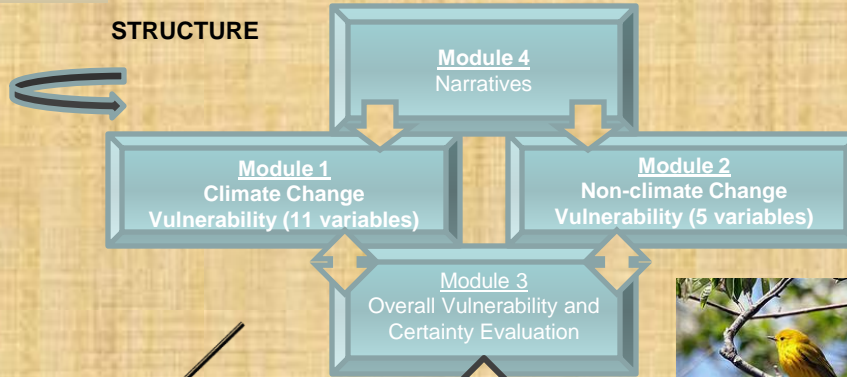 STRUCTURE
Module 4
Narratives
Module 1
Climate Change
Vulnerability (11 variables)
Module 2
Non-climate Change
Vulnerability (5 variables)
Module 3
Overall Vulnerability and
Certainty Evaluation